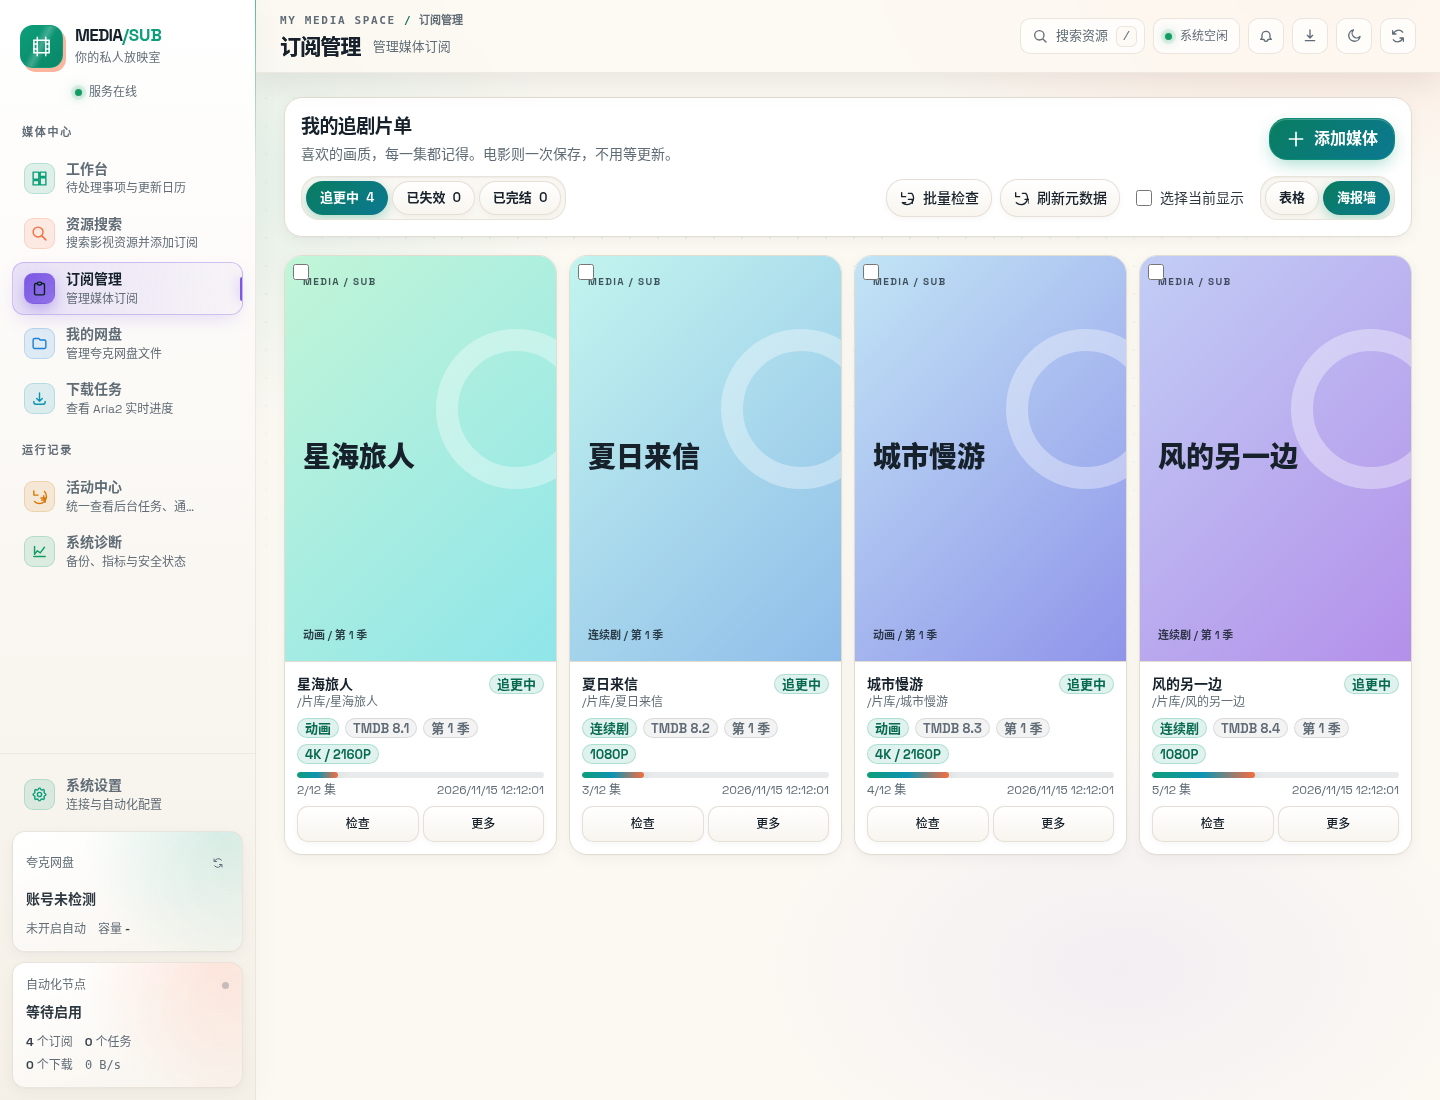 MEDIA/SUB
你的私人放映室
服务在线
媒体中心
工作台
待处理事项与更新日历
资源搜索
搜索影视资源并添加订阅
订阅管理
管理媒体订阅
我的网盘
管理夸克网盘文件
下载任务
查看 Aria2 实时进度
运行记录
活动中心
统一查看后台任务、通...
系统诊断
备份、指标与安全状态
系统设置
连接与自动化配置
夸克网盘
账号未检测
未开启自动 容量 -
自动化节点
等待启用
4 个订阅 0 个任务
0 个下载 0 B/s
MY MEDIA SPACE / 订阅管理
订阅管理 管理媒体订阅
搜索资源 /
系统空闲
我的追剧片单
喜欢的画质，每一集都记得。电影则一次保存，不用等更新。
添加媒体
追更中 4 已失效 0 已完结 0
批量检查 刷新元数据 选择当前显示 表格 海报墙
MEDIA / SUB
星海旅人
动画 / 第 1 季
星海旅人 追更中
/片库/星海旅人
动画 TMDB 8.1 第 1 季
4K / 2160P
2/12 集 2026/11/15 12:12:01
检查 更多
MEDIA / SUB
夏日来信
连续剧 / 第 1 季
夏日来信 追更中
/片库/夏日来信
连续剧 TMDB 8.2 第 1 季
1080P
3/12 集 2026/11/15 12:12:01
检查 更多
MEDIA / SUB
城市慢游
动画 / 第 1 季
城市慢游 追更中
/片库/城市慢游
动画 TMDB 8.3 第 1 季
4K / 2160P
4/12 集 2026/11/15 12:12:01
检查 更多
MEDIA / SUB
风的另一边
连续剧 / 第 1 季
风的另一边 追更中
/片库/风的另一边
连续剧 TMDB 8.4 第 1 季
1080P
5/12 集 2026/11/15 12:12:01
检查 更多